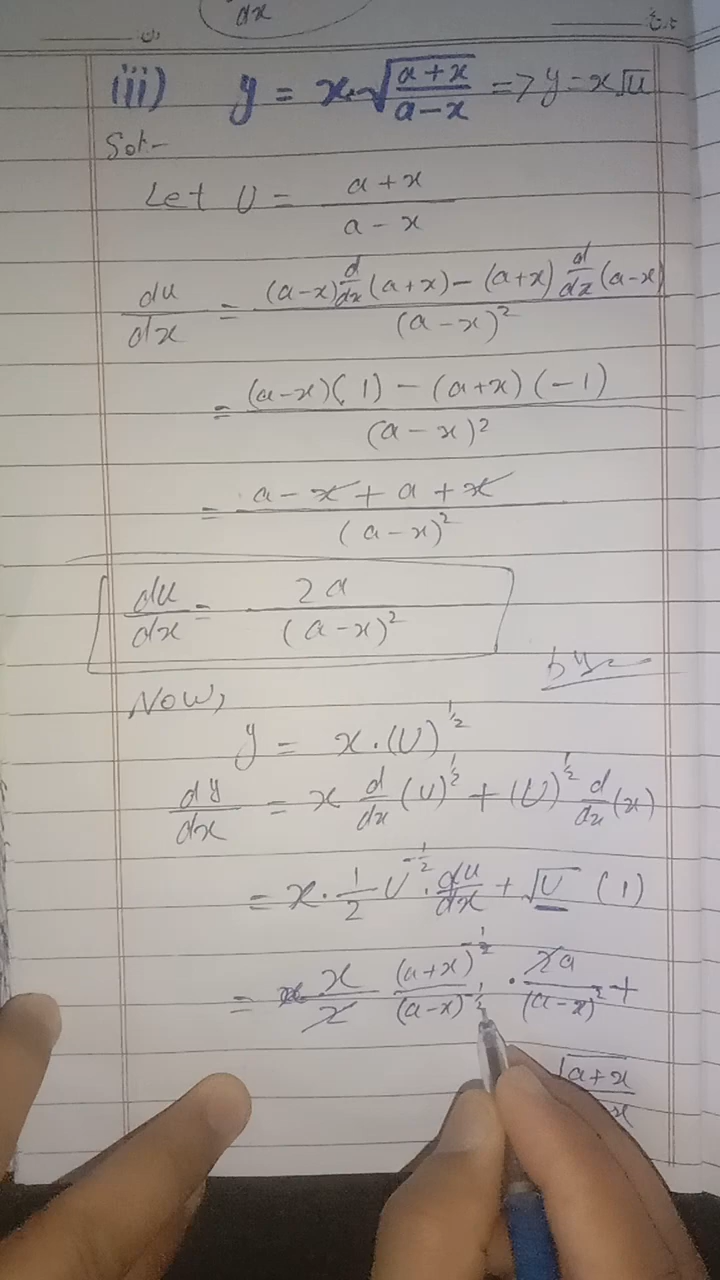 dx
iii) y = x·√((a+x)/(a-x)) => y = x√u
Sol:-
Let U = (a+x)/(a-x)
du/dx = ((a-x) d/dx (a+x) - (a+x) d/dx (a-x))/(a-x)²
= ((a-x)(1) - (a+x)(-1))/(a-x)²
= (a - x + a + x)/(a-x)²
du/dx = 2a/(a-x)²
Now,
y = x·(U)^½
dy/dx = x d/dx (U)^½ + (U)^½ d/dx (x)
= x·½ U^-½ · du/dx + √U (1)
= x/2 (a+x)^-½/(a-x)^-½ · 2a/(a-x)² +
√a+x
x